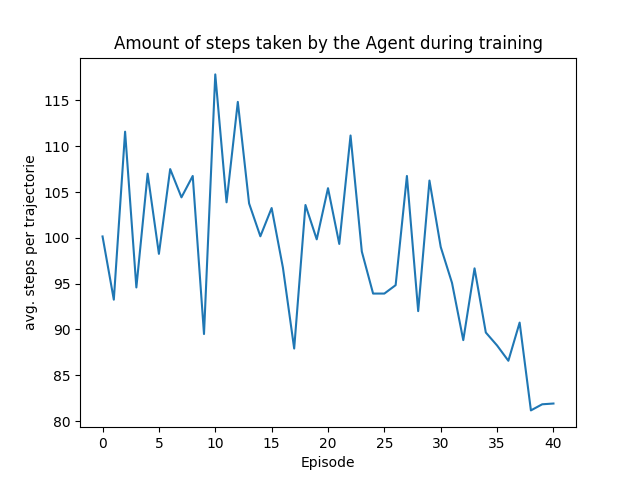 Amount of steps taken by the Agent during training
avg. steps per trajectorie
115
110
105
100
95
90
85
80
0 5 10 15 20 25 30 35 40
Episode